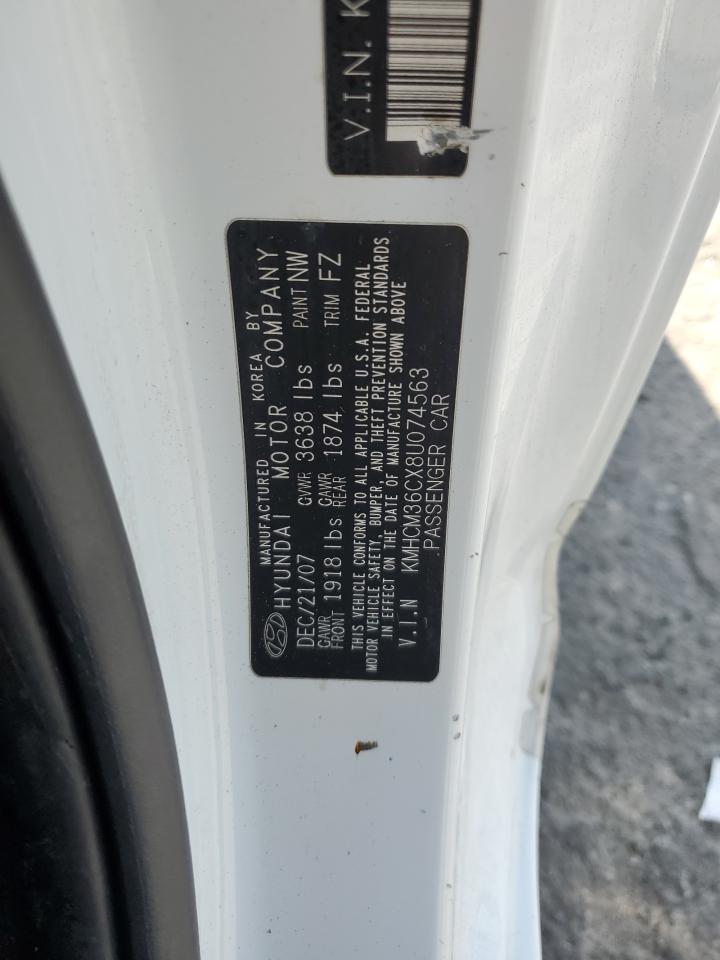 V.I.N. K
MANUFACTURED IN KOREA BY
HYUNDAI MOTOR COMPANY
DEC/21/07 GVWR 3638 lbs PAINT NW
GAWR FRONT 1918 lbs GAWR REAR 1874 lbs TRIM FZ
THIS VEHICLE CONFORMS TO ALL APPLICABLE U.S.A. FEDERAL
MOTOR VEHICLE SAFETY, BUMPER, AND THEFT PREVENTION STANDARDS
IN EFFECT ON THE DATE OF MANUFACTURE SHOWN ABOVE
V.I.N KMHCM36CX8U074563
PASSENGER CAR